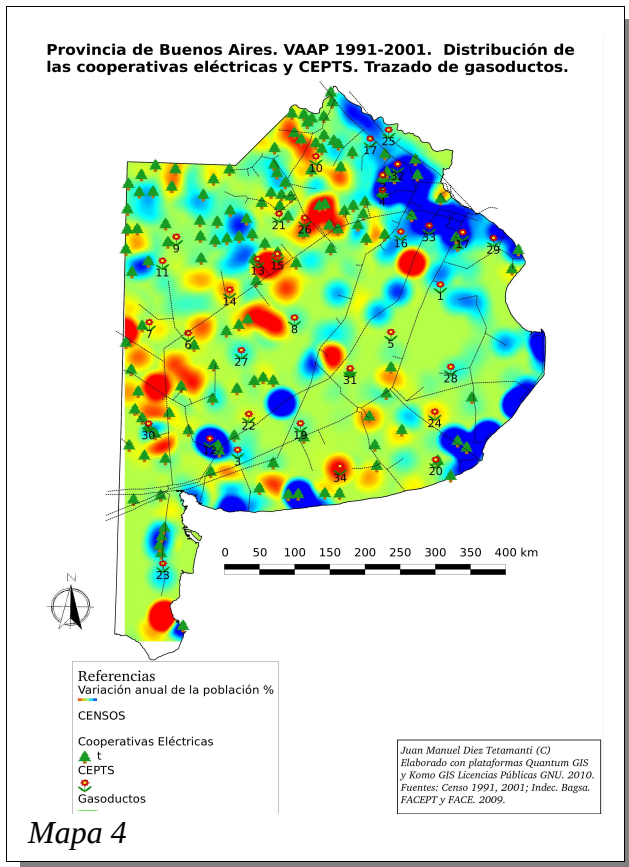 Provincia de Buenos Aires. VAAP 1991-2001. Distribución de
las cooperativas eléctricas y CEPTS. Trazado de gasoductos.
25
17
10
32
4
21
26
16
33
17
29
9
11
13
15
14
1
7
6
8
5
27
31
28
22
24
30
19
12
3
20
34
23
0 50 100 150 200 250 300 350 400 km
N
Referencias
Variación anual de la población %
CENSOS
Cooperativas Eléctricas
t
CEPTS
Gasoductos
Juan Manuel Diez Tetamanti (C)
Elaborado con plataformas Quantum GIS
y Komo GIS Licencias Públicas GNU. 2010.
Fuentes: Censo 1991, 2001; Indec. Bagsa.
FACEPT y FACE. 2009.
Mapa 4